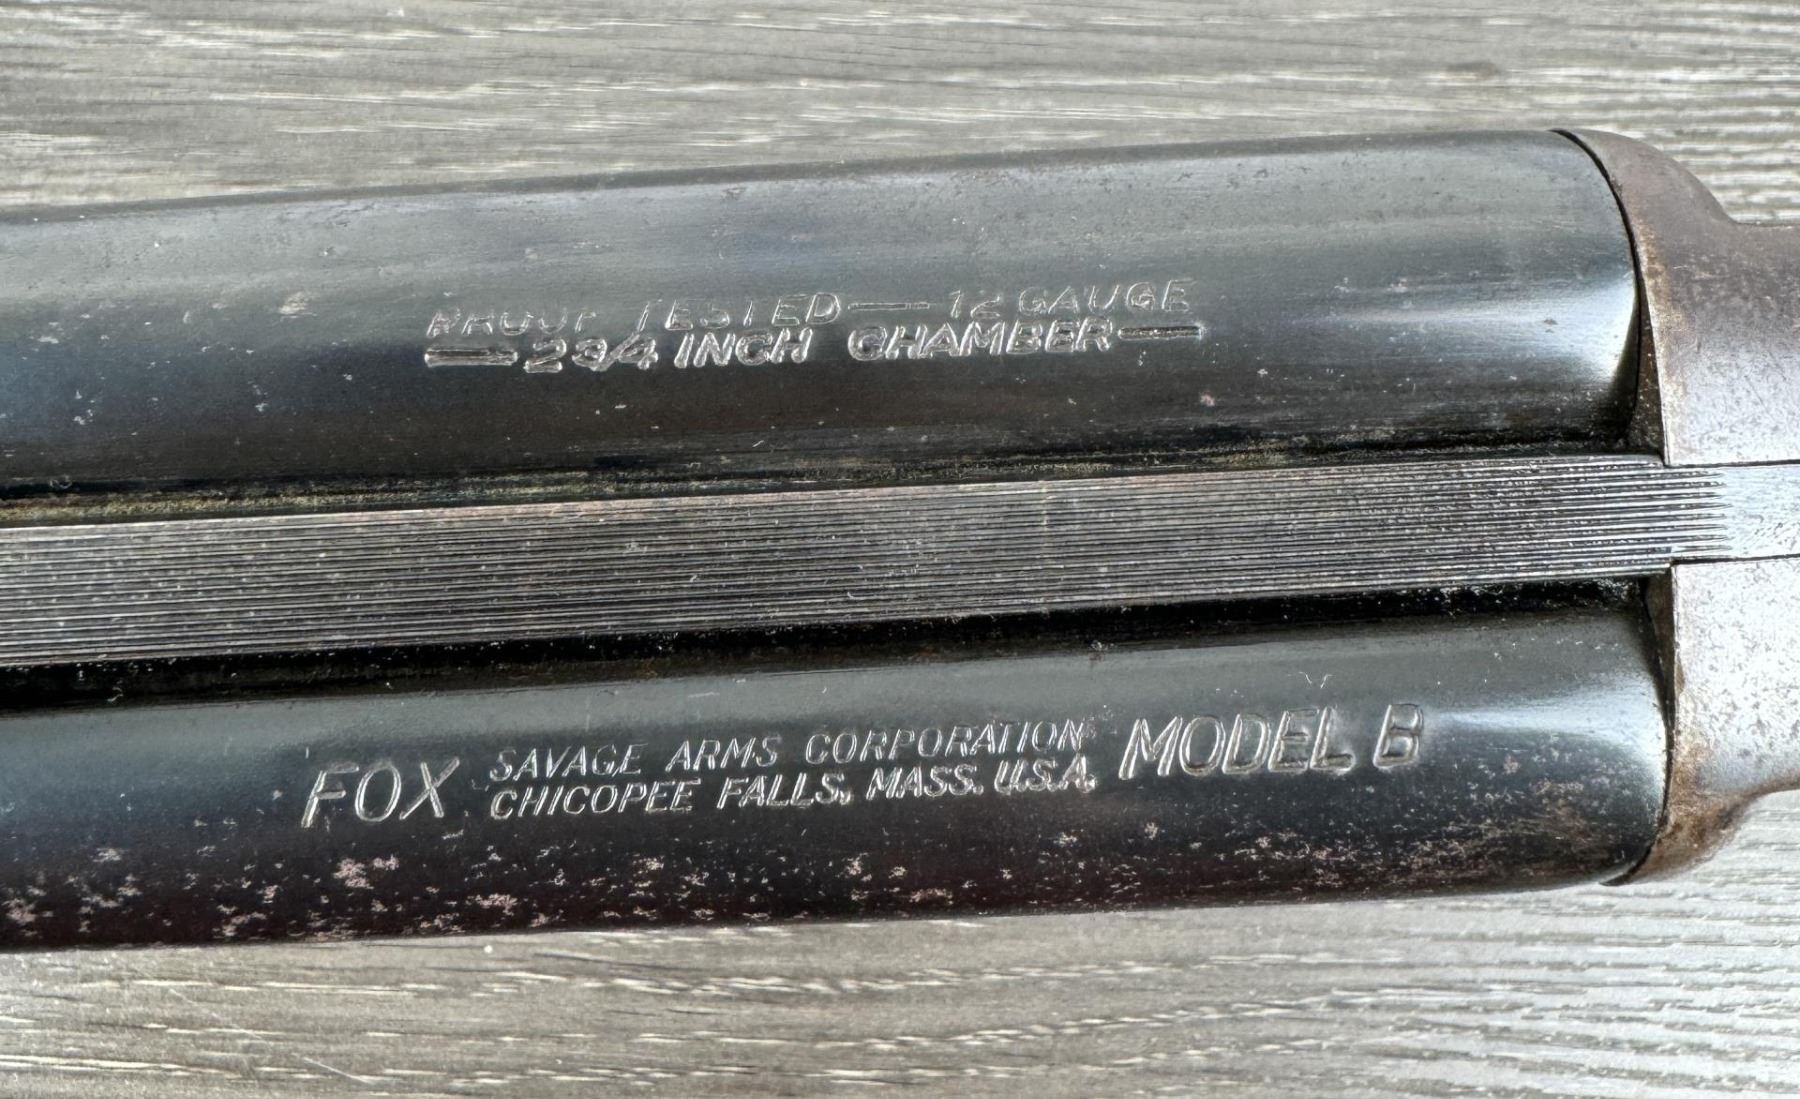 PROOF TESTED — 12 GAUGE
— 2 3/4 INCH CHAMBER —
FOX SAVAGE ARMS CORPORATION MODEL B
CHICOPEE FALLS, MASS. U.S.A.